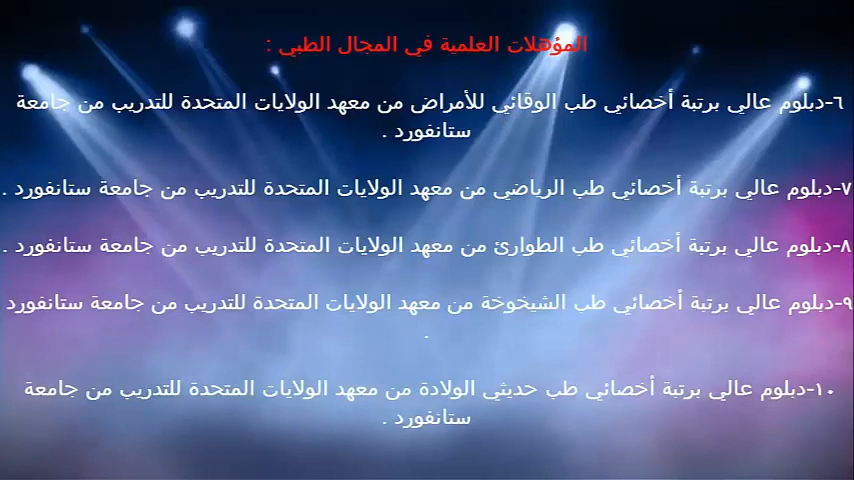 المؤهلات العلمية في المجال الطبي :
٦-دبلوم عالي برتبة أخصائي طب الوقائي للأمراض من معهد الولايات المتحدة للتدريب من جامعة
ستانفورد .
٧-دبلوم عالي برتبة أخصائي طب الرياضي من معهد الولايات المتحدة للتدريب من جامعة ستانفورد .
٨-دبلوم عالي برتبة أخصائي طب الطوارئ من معهد الولايات المتحدة للتدريب من جامعة ستانفورد .
٩-دبلوم عالي برتبة أخصائي طب الشيخوخة من معهد الولايات المتحدة للتدريب من جامعة ستانفورد
.
١٠-دبلوم عالي برتبة أخصائي طب حديثي الولادة من معهد الولايات المتحدة للتدريب من جامعة
ستانفورد .